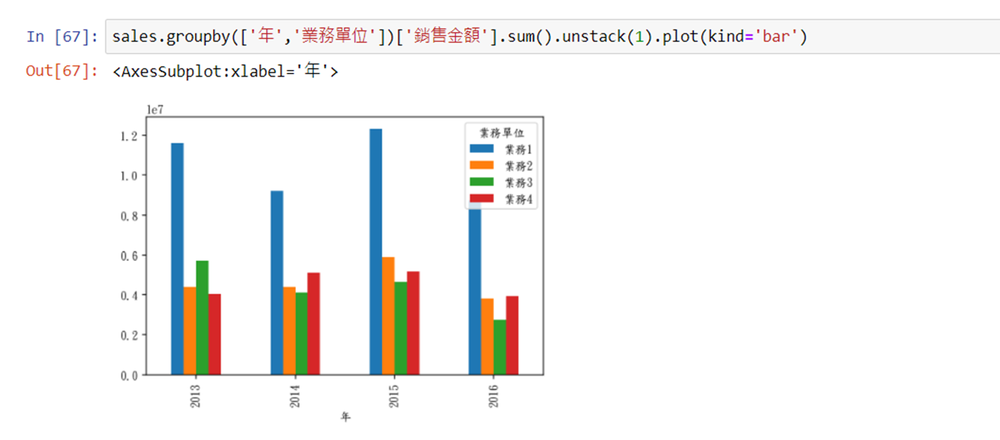 In [67]: sales.groupby(['年','業務單位'])['銷售金額'].sum().unstack(1).plot(kind='bar')
Out[67]: <AxesSubplot:xlabel='年'>
1e7
業務單位
業務1
業務2
業務3
業務4
1.2
1.0
0.8
0.6
0.4
0.2
0.0
2013 2014 2015 2016
年